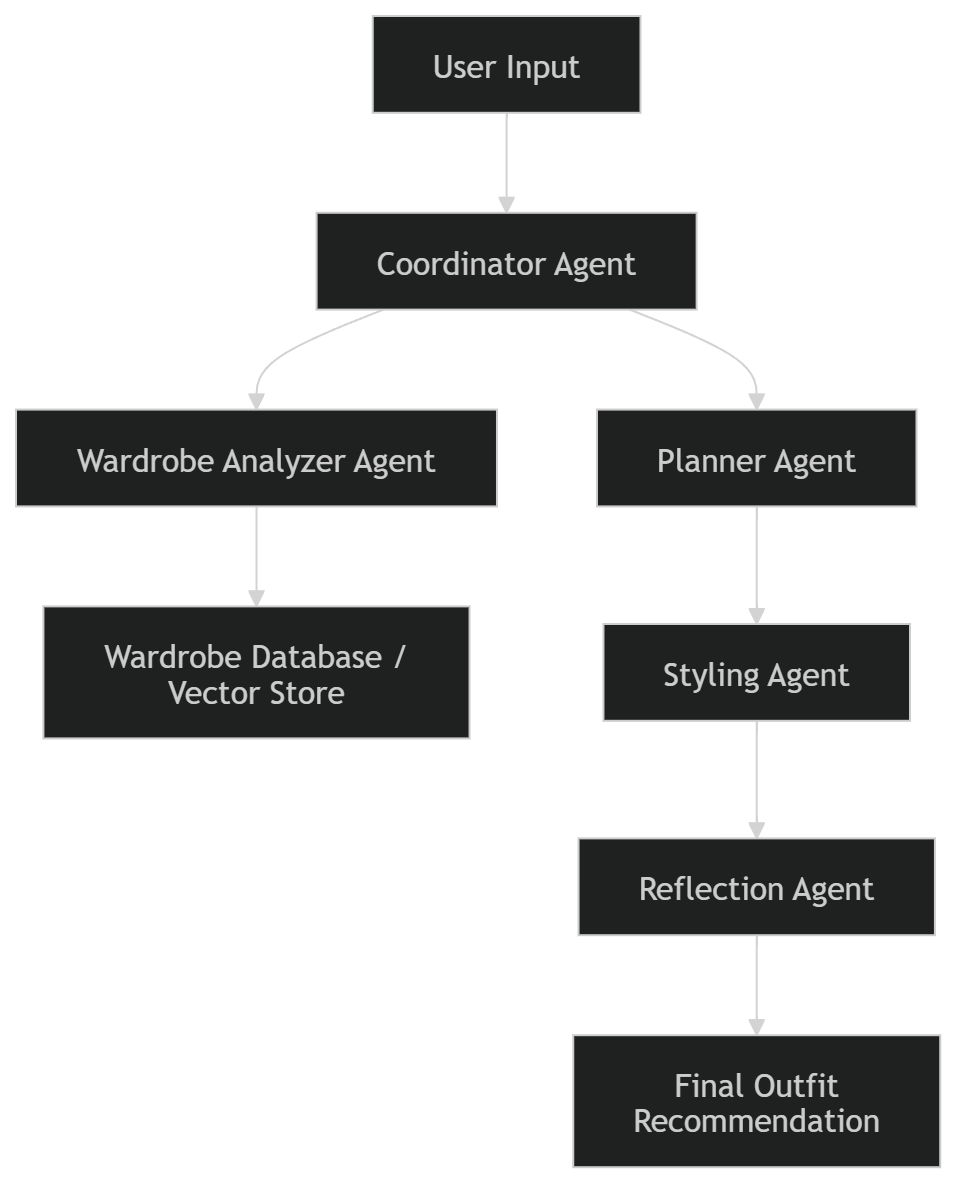 User Input
Coordinator Agent
Wardrobe Analyzer Agent
Planner Agent
Wardrobe Database /
Vector Store
Styling Agent
Reflection Agent
Final Outfit
Recommendation